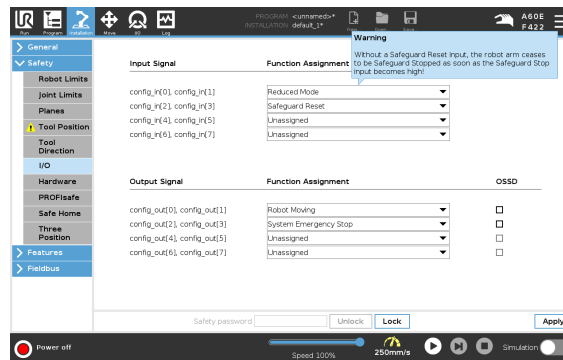 PROGRAM <unnamed>*
INSTALLATION default_1*
A60E
F422
Run Program Installation Move I/O Log
Warning
Without a Safeguard Reset input, the robot arm ceases
to be Safeguard Stopped as soon as the Safeguard Stop
input becomes high!
General
Safety
Robot Limits
Joint Limits
Planes
Tool Position
Tool
Direction
I/O
Hardware
PROFIsafe
Safe Home
Three
Position
Features
Fieldbus
Input Signal Function Assignment
config_in[0], config_in[1] Reduced Mode
config_in[2], config_in[3] Safeguard Reset
config_in[4], config_in[5] Unassigned
config_in[6], config_in[7] Unassigned
Output Signal Function Assignment OSSD
config_out[0], config_out[1] Robot Moving
config_out[2], config_out[3] System Emergency Stop
config_out[4], config_out[5] Unassigned
config_out[6], config_out[7] Unassigned
Safety password Unlock Lock Apply
Power off
Speed 100%
250mm/s
Simulation